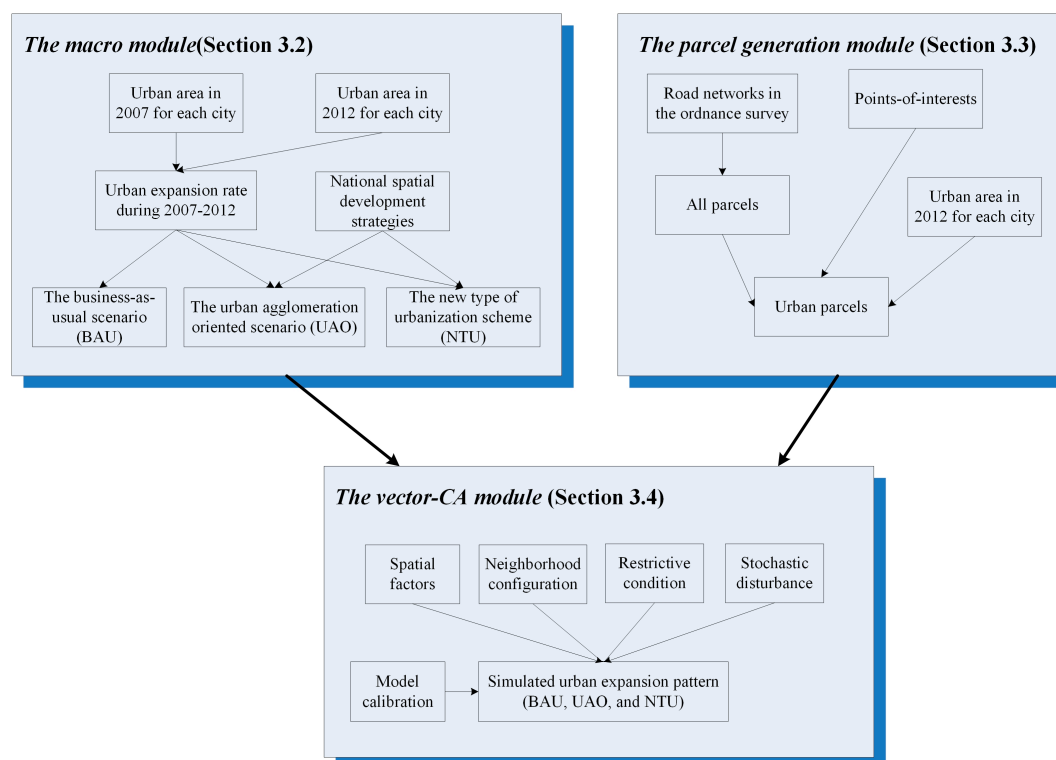 The macro module(Section 3.2)
Urban area in
2007 for each city
Urban area in
2012 for each city
Urban expansion rate
during 2007-2012
National spatial
development
strategies
The business-as-
usual scenario
(BAU)
The urban agglomeration
oriented scenario (UAO)
The new type of
urbanization scheme
(NTU)
The parcel generation module (Section 3.3)
Road networks in
the ordnance survey
Points-of-interests
All parcels
Urban area in
2012 for each city
Urban parcels
The vector-CA module (Section 3.4)
Spatial
factors
Neighborhood
configuration
Restrictive
condition
Stochastic
disturbance
Model
calibration
Simulated urban expansion pattern
(BAU, UAO, and NTU)